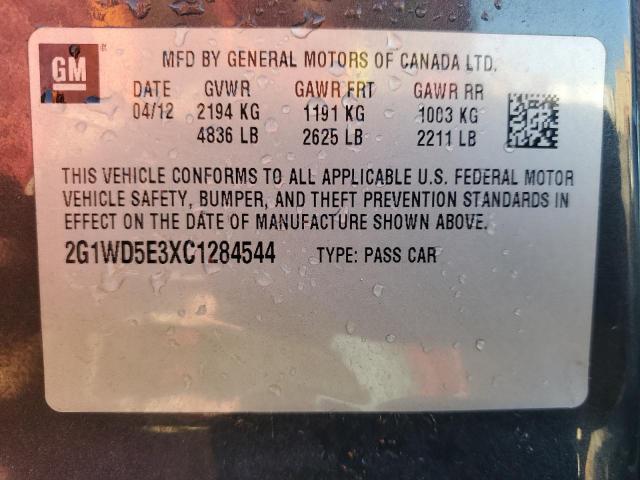 GM
MFD BY GENERAL MOTORS OF CANADA LTD.
DATE GVWR GAWR FRT GAWR RR
04/12 2194 KG 1191 KG 1003 KG
4836 LB 2625 LB 2211 LB
THIS VEHICLE CONFORMS TO ALL APPLICABLE U.S. FEDERAL MOTOR
VEHICLE SAFETY, BUMPER, AND THEFT PREVENTION STANDARDS IN
EFFECT ON THE DATE OF MANUFACTURE SHOWN ABOVE.
2G1WD5E3XC1284544 TYPE: PASS CAR